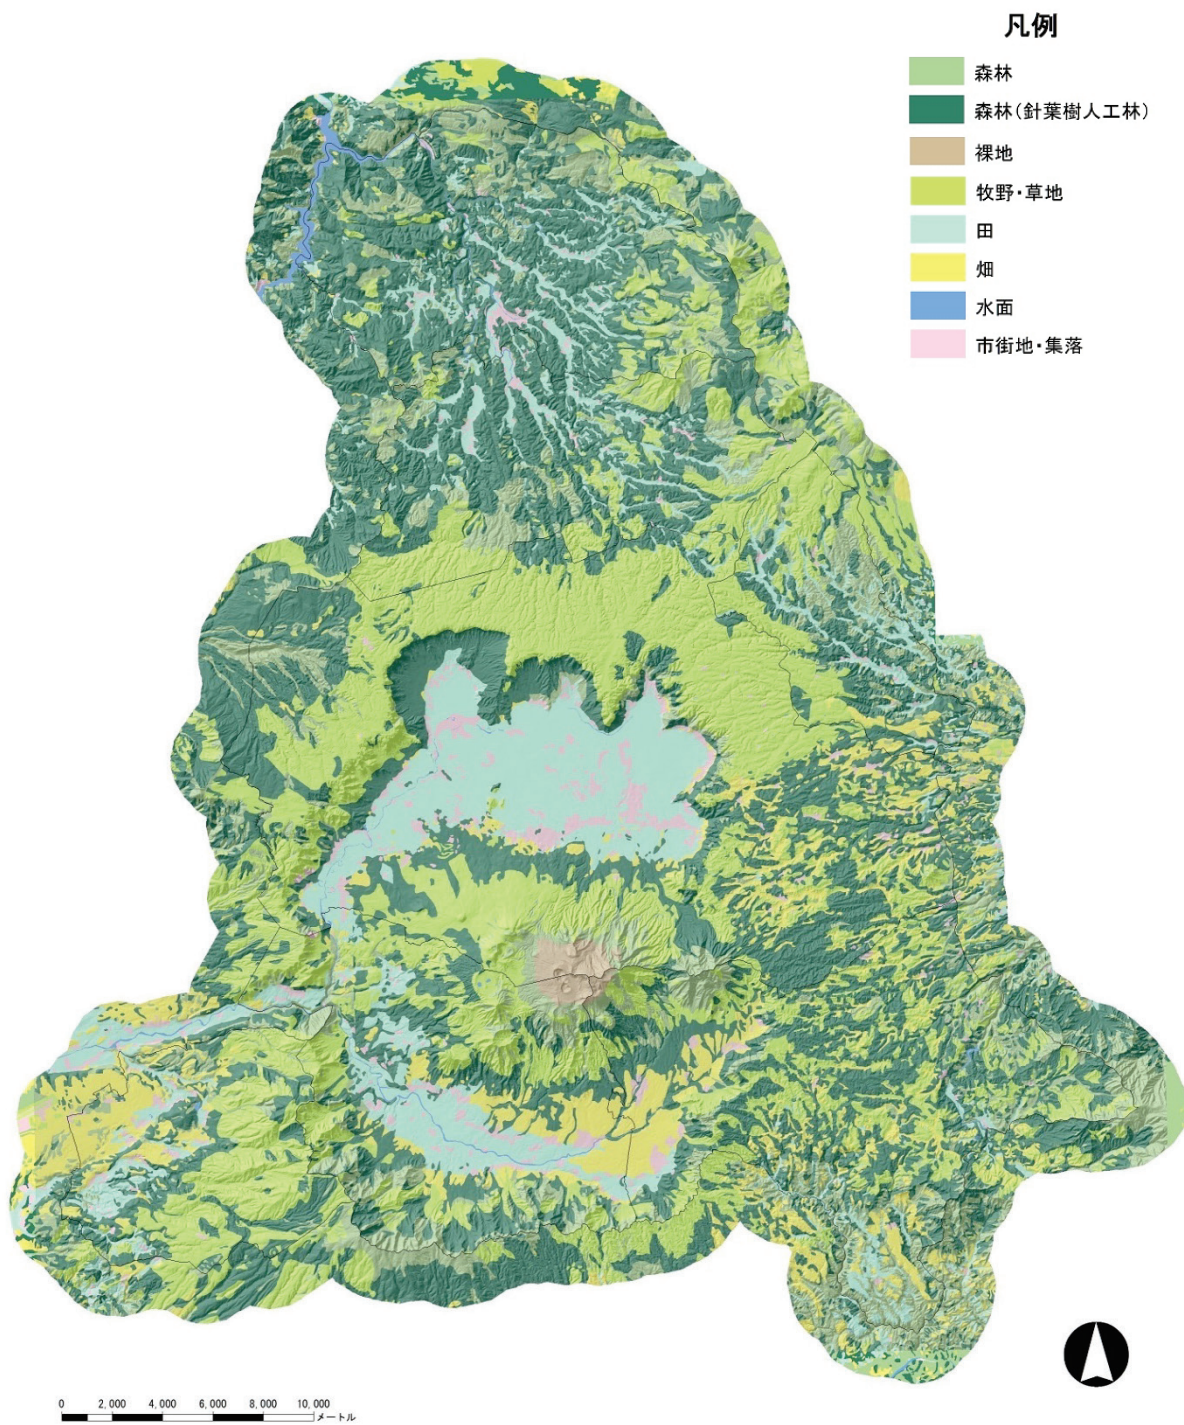 凡例
森林
森林(針葉樹人工林)
裸地
牧野・草地
田
畑
水面
市街地・集落
0 2,000 4,000 6,000 8,000 10,000
メートル